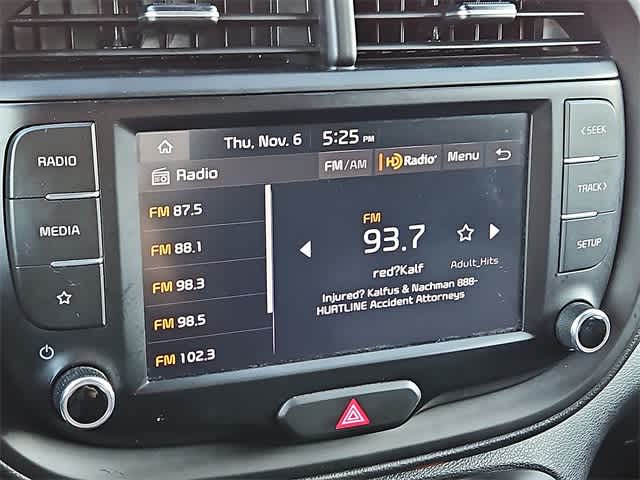 Thu, Nov. 6 5:25 PM
Radio FM/AM HD Radio® Menu
RADIO
MEDIA
FM 87.5
FM 88.1
FM 98.3
FM 98.5
FM 102.3
FM
93.7
red?Kalf Adult_Hits
Injured? Kalfus & Nachman 888-
HURTLINE Accident Attorneys
< SEEK
TRACK >
SETUP